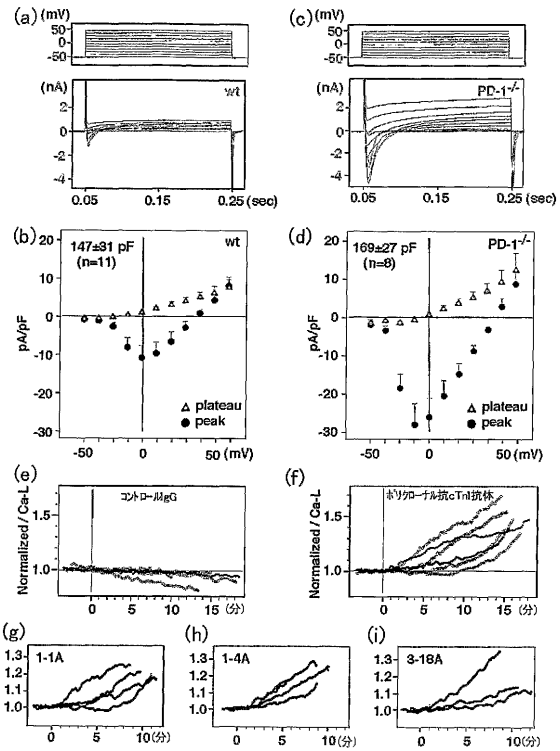 (a) (mV)
50
0
-50
(nA)
wt
2
0
-2
-4
0.05 0.15 0.25 (sec)
(c) (mV)
50
0
-50
(nA)
PD-1-/-
2
0
-2
-4
0.05 0.15 0.25 (sec)
(b)
20
10
0
-10
-20
-30
pA/pF
147±31 pF
(n=11)
wt
△ plateau
● peak
-50 0 50 (mV)
(d)
20
10
0
-10
-20
-30
pA/pF
169±27 pF
(n=8)
PD-1-/-
△ plateau
● peak
-50 0 50 (mV)
(e)
コントロールIgG
Normalized / Ca-L
1.5
1.0
0 5 10 15 (分)
(f)
ポリクローナル抗cTnI抗体
Normalized / Ca-L
1.5
1.0
0 5 10 15 (分)
(g)
1-1A
1.3
1.2
1.1
1.0
0 5 10 (分)
(h)
1-4A
1.3
1.2
1.1
1.0
0 5 10 (分)
(i)
3-18A
1.3
1.2
1.1
1.0
0 5 10 (分)